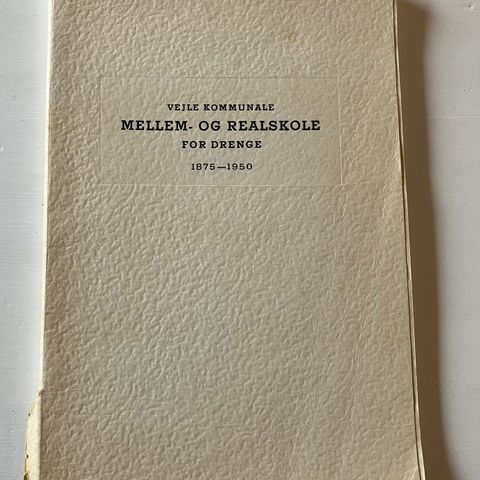 VEJLE KOMMUNALE
MELLEM- OG REALSKOLE
FOR DRENGE
1875—1950